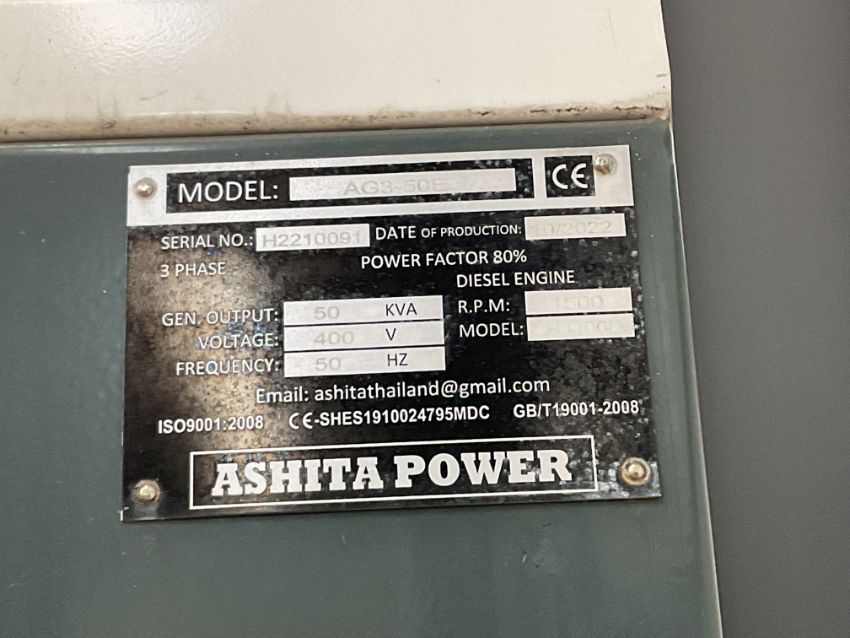 MODEL: AG3-50E CE
SERIAL NO.: H2210091 DATE OF PRODUCTION: 10/2022
3 PHASE POWER FACTOR 80%
DIESEL ENGINE
GEN. OUTPUT: 50 KVA R.P.M: 1500
VOLTAGE: 400 V MODEL:
FREQUENCY: 50 HZ
Email: ashitathailand@gmail.com
ISO9001:2008 CE-SHES1910024795MDC GB/T19001-2008
ASHITA POWER